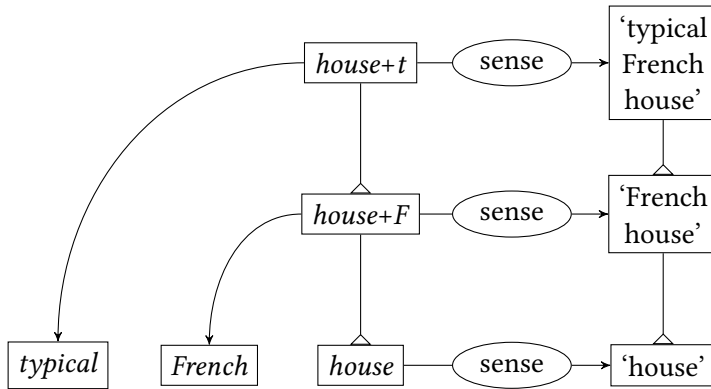 house+t sense ‘typical
French
house’
house+F sense ‘French
house’
typical French house sense ‘house’